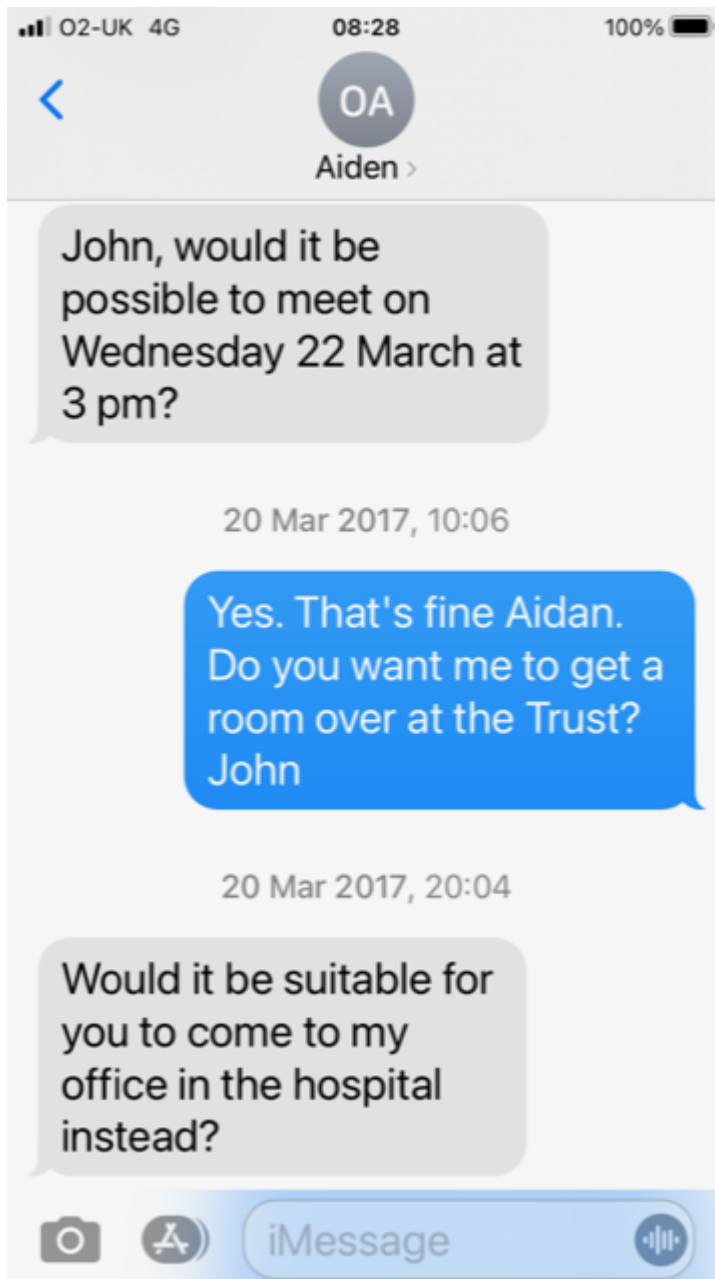 O2-UK 4G 08:28 100%
OA
Aiden
John, would it be
possible to meet on
Wednesday 22 March at
3 pm?
20 Mar 2017, 10:06
Yes. That's fine Aidan.
Do you want me to get a
room over at the Trust?
John
20 Mar 2017, 20:04
Would it be suitable for
you to come to my
office in the hospital
instead?
iMessage